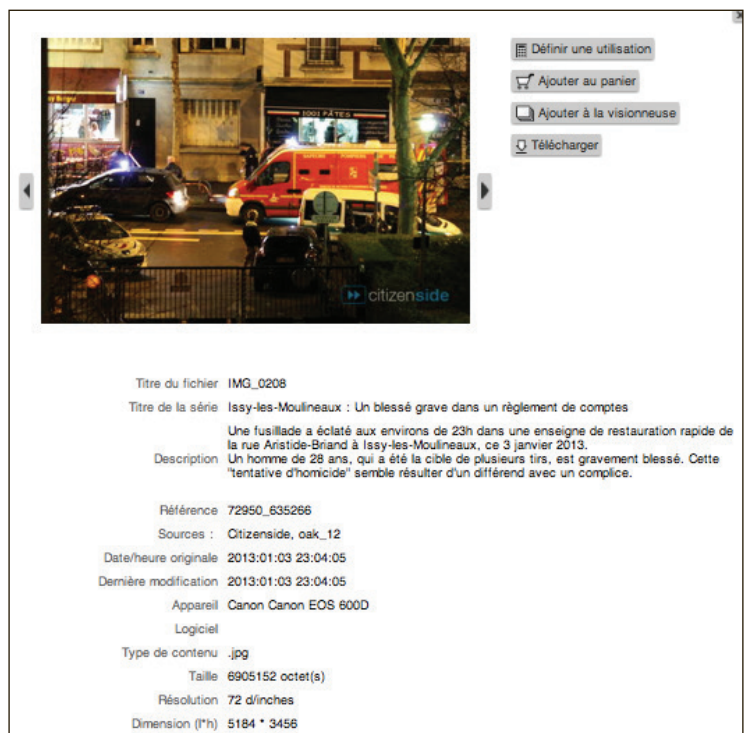 Définir une utilisation
Ajouter au panier
Ajouter à la visionneuse
Télécharger
1001 PÂTES
SAPEURS POMPIERS DE PARIS
citizenside
Titre du fichier IMG_0208
Titre de la série Issy-les-Moulineaux : Un blessé grave dans un règlement de comptes
Une fusillade a éclaté aux environs de 23h dans une enseigne de restauration rapide de
la rue Aristide-Briand à Issy-les-Moulineaux, ce 3 janvier 2013.
Description Un homme de 28 ans, qui a été la cible de plusieurs tirs, est gravement blessé. Cette
"tentative d'homicide" semble résulter d'un différend avec un complice.
Référence 72950_635266
Sources : Citizenside, oak_12
Date/heure originale 2013:01:03 23:04:05
Dernière modification 2013:01:03 23:04:05
Appareil Canon Canon EOS 600D
Logiciel
Type de contenu .jpg
Taille 6905152 octet(s)
Résolution 72 d/inches
Dimension (l*h) 5184 * 3456